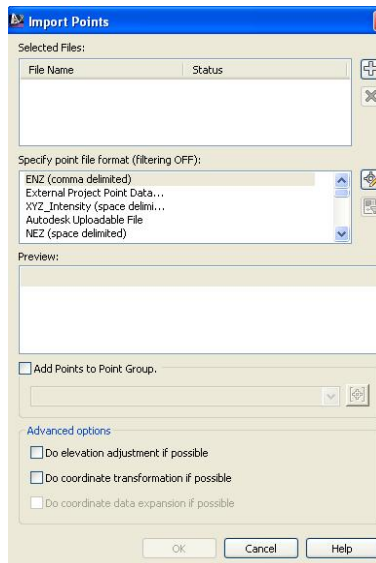 Import Points
Selected Files:
File Name Status
Specify point file format (filtering OFF):
ENZ (comma delimited)
External Project Point Data...
XYZ_Intensity (space delimi...
Autodesk Uploadable File
NEZ (space delimited)
Preview:
Add Points to Point Group.
Advanced options
Do elevation adjustment if possible
Do coordinate transformation if possible
Do coordinate data expansion if possible
OK Cancel Help